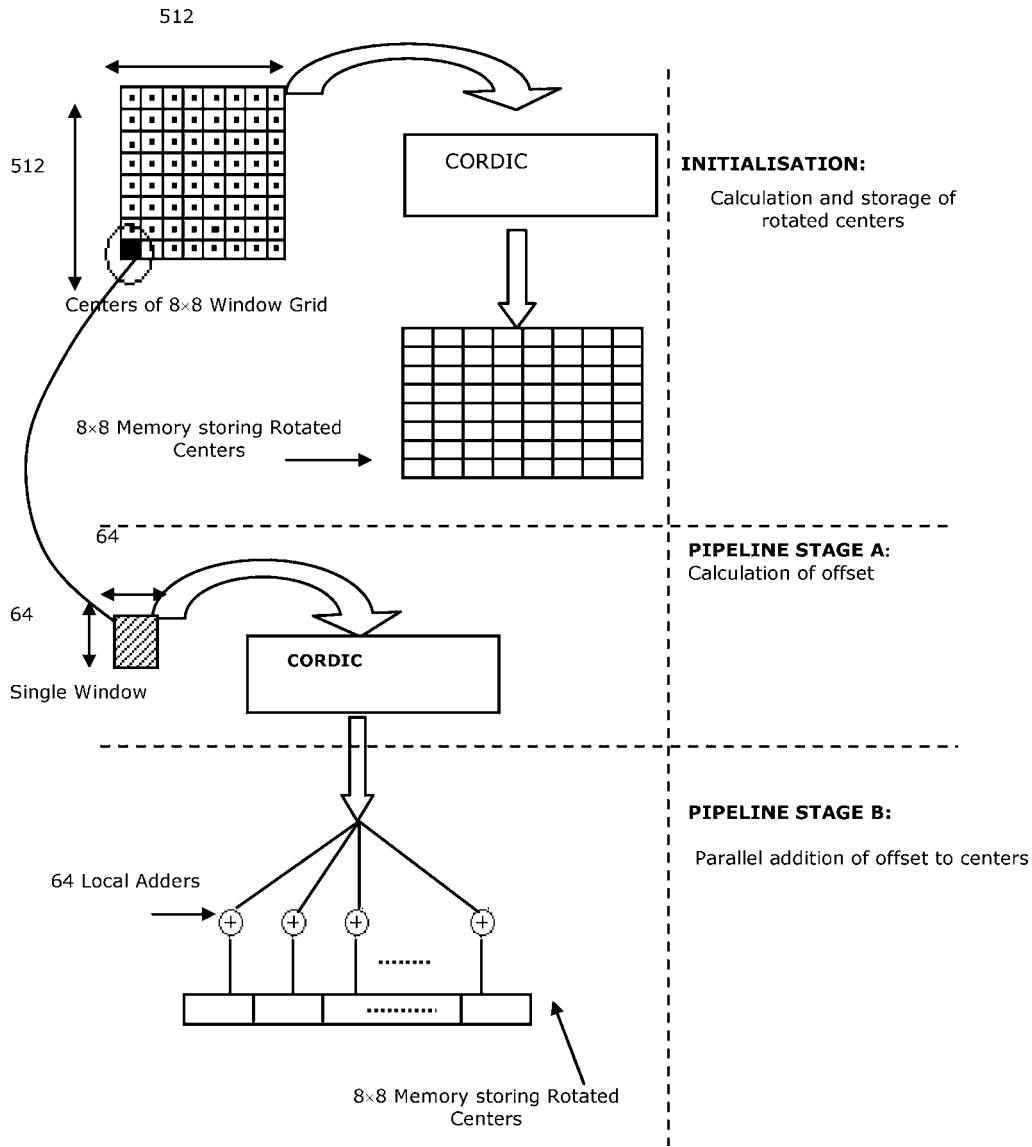 512
512
CORDIC
INITIALISATION:
Calculation and storage of
rotated centers
Centers of 8×8 Window Grid
8×8 Memory storing Rotated
Centers
64
PIPELINE STAGE A:
Calculation of offset
64
CORDIC
Single Window
PIPELINE STAGE B:
Parallel addition of offset to centers
64 Local Adders
+ + + +
8×8 Memory storing Rotated
Centers